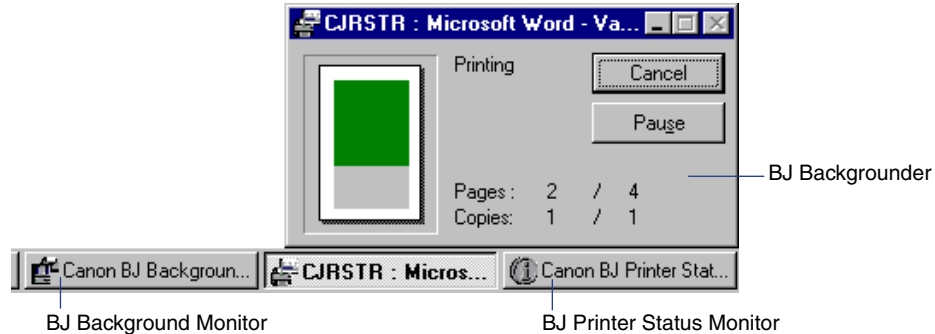 CJRSTR : Microsoft Word - Va...
Printing
Cancel
Pause
Pages : 2 / 4
Copies: 1 / 1
BJ Backgrounder
Canon BJ Backgroun...
CJRSTR : Micros...
Canon BJ Printer Stat...
BJ Background Monitor
BJ Printer Status Monitor